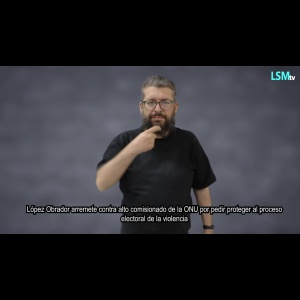 LSMtv
López Obrador arremete contra alto comisionado de la ONU por pedir proteger al proceso
electoral de la violencia